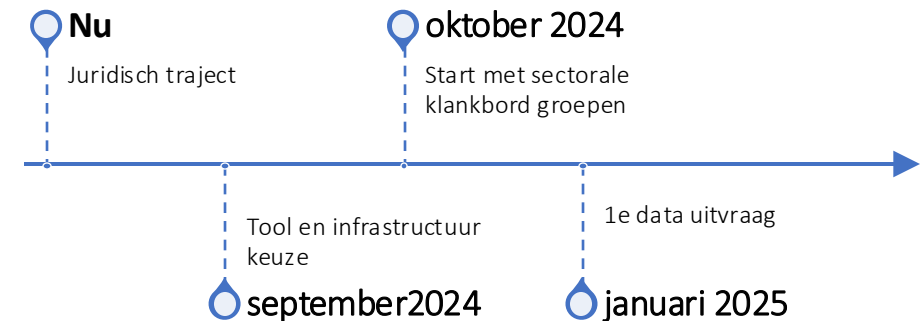 Nu
Juridisch traject
oktober 2024
Start met sectorale
klankbord groepen
Tool en infrastructuur
keuze
september2024
1e data uitvraag
januari 2025